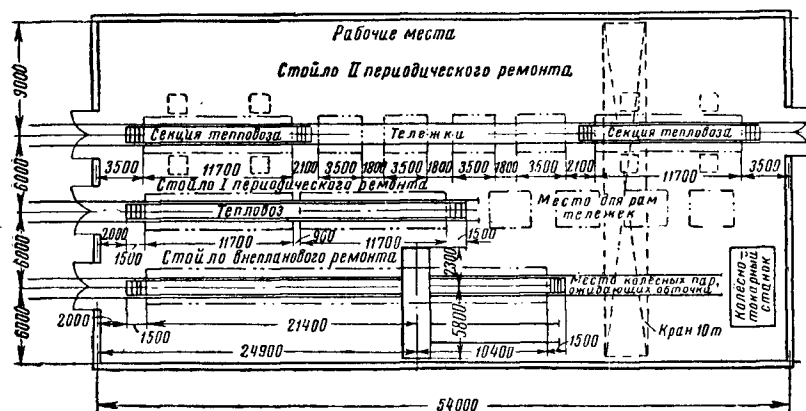 Рабочие места
9000
Стойло II периодического ремонта
Секция тепловоза
Тележки
Секция тепловоза
3500
11700
2100
3500
1800
3500
1800
3500
1800
3500
2100
11700
3500
6000
Стойло I периодического ремонта
Тепловоз
Место для рам
тележек
2000
1500
11700
900
11700
1500
6000
Стойло внепланового ремонта
2300
Места колесных пар,
ожидающих обточки
Колесно-
токарный
станок
6000
2000
1500
21400
5800
Кран 10т
24900
10400
1500
54000